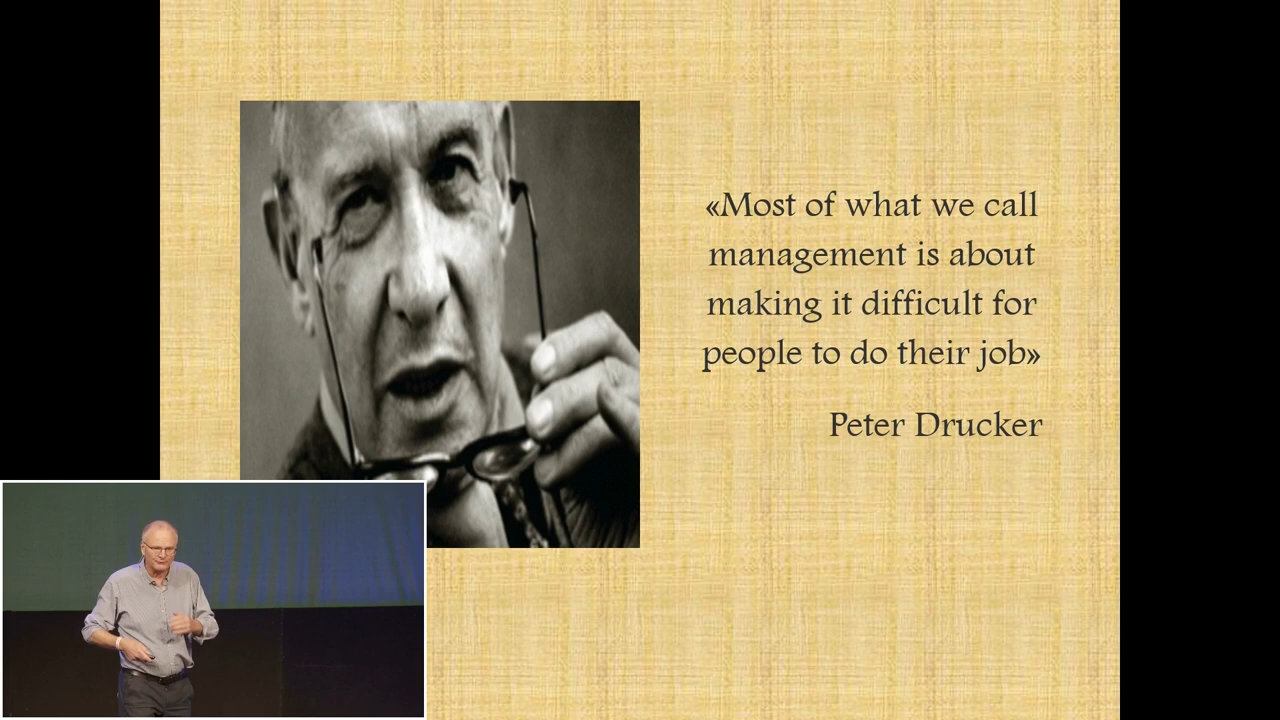 «Most of what we call
management is about
making it difficult for
people to do their job»
Peter Drucker